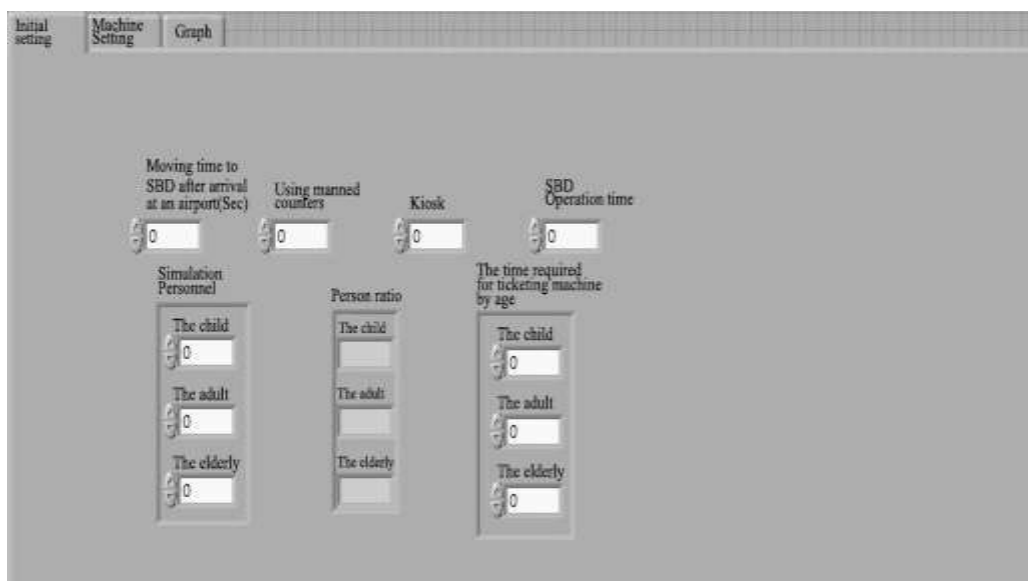 Initial
setting
Machine
Setting
Graph
Moving time to
SBD after arrival
at an airport(Sec)
Using manned
counters
Kiosk
SBD
Operation time
0
0
0
0
Simulation
Personnel
The child
0
The adult
0
The elderly
0
Person ratio
The child
The adult
The elderly
The time required
for ticketing machine
by age
The child
0
The adult
0
The elderly
0